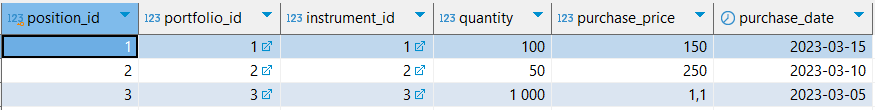 123 position_id 123 portfolio_id 123 instrument_id 123 quantity 123 purchase_price purchase_date
1 1 1 100 150 2023-03-15
2 2 2 50 250 2023-03-10
3 3 3 1 000 1,1 2023-03-05